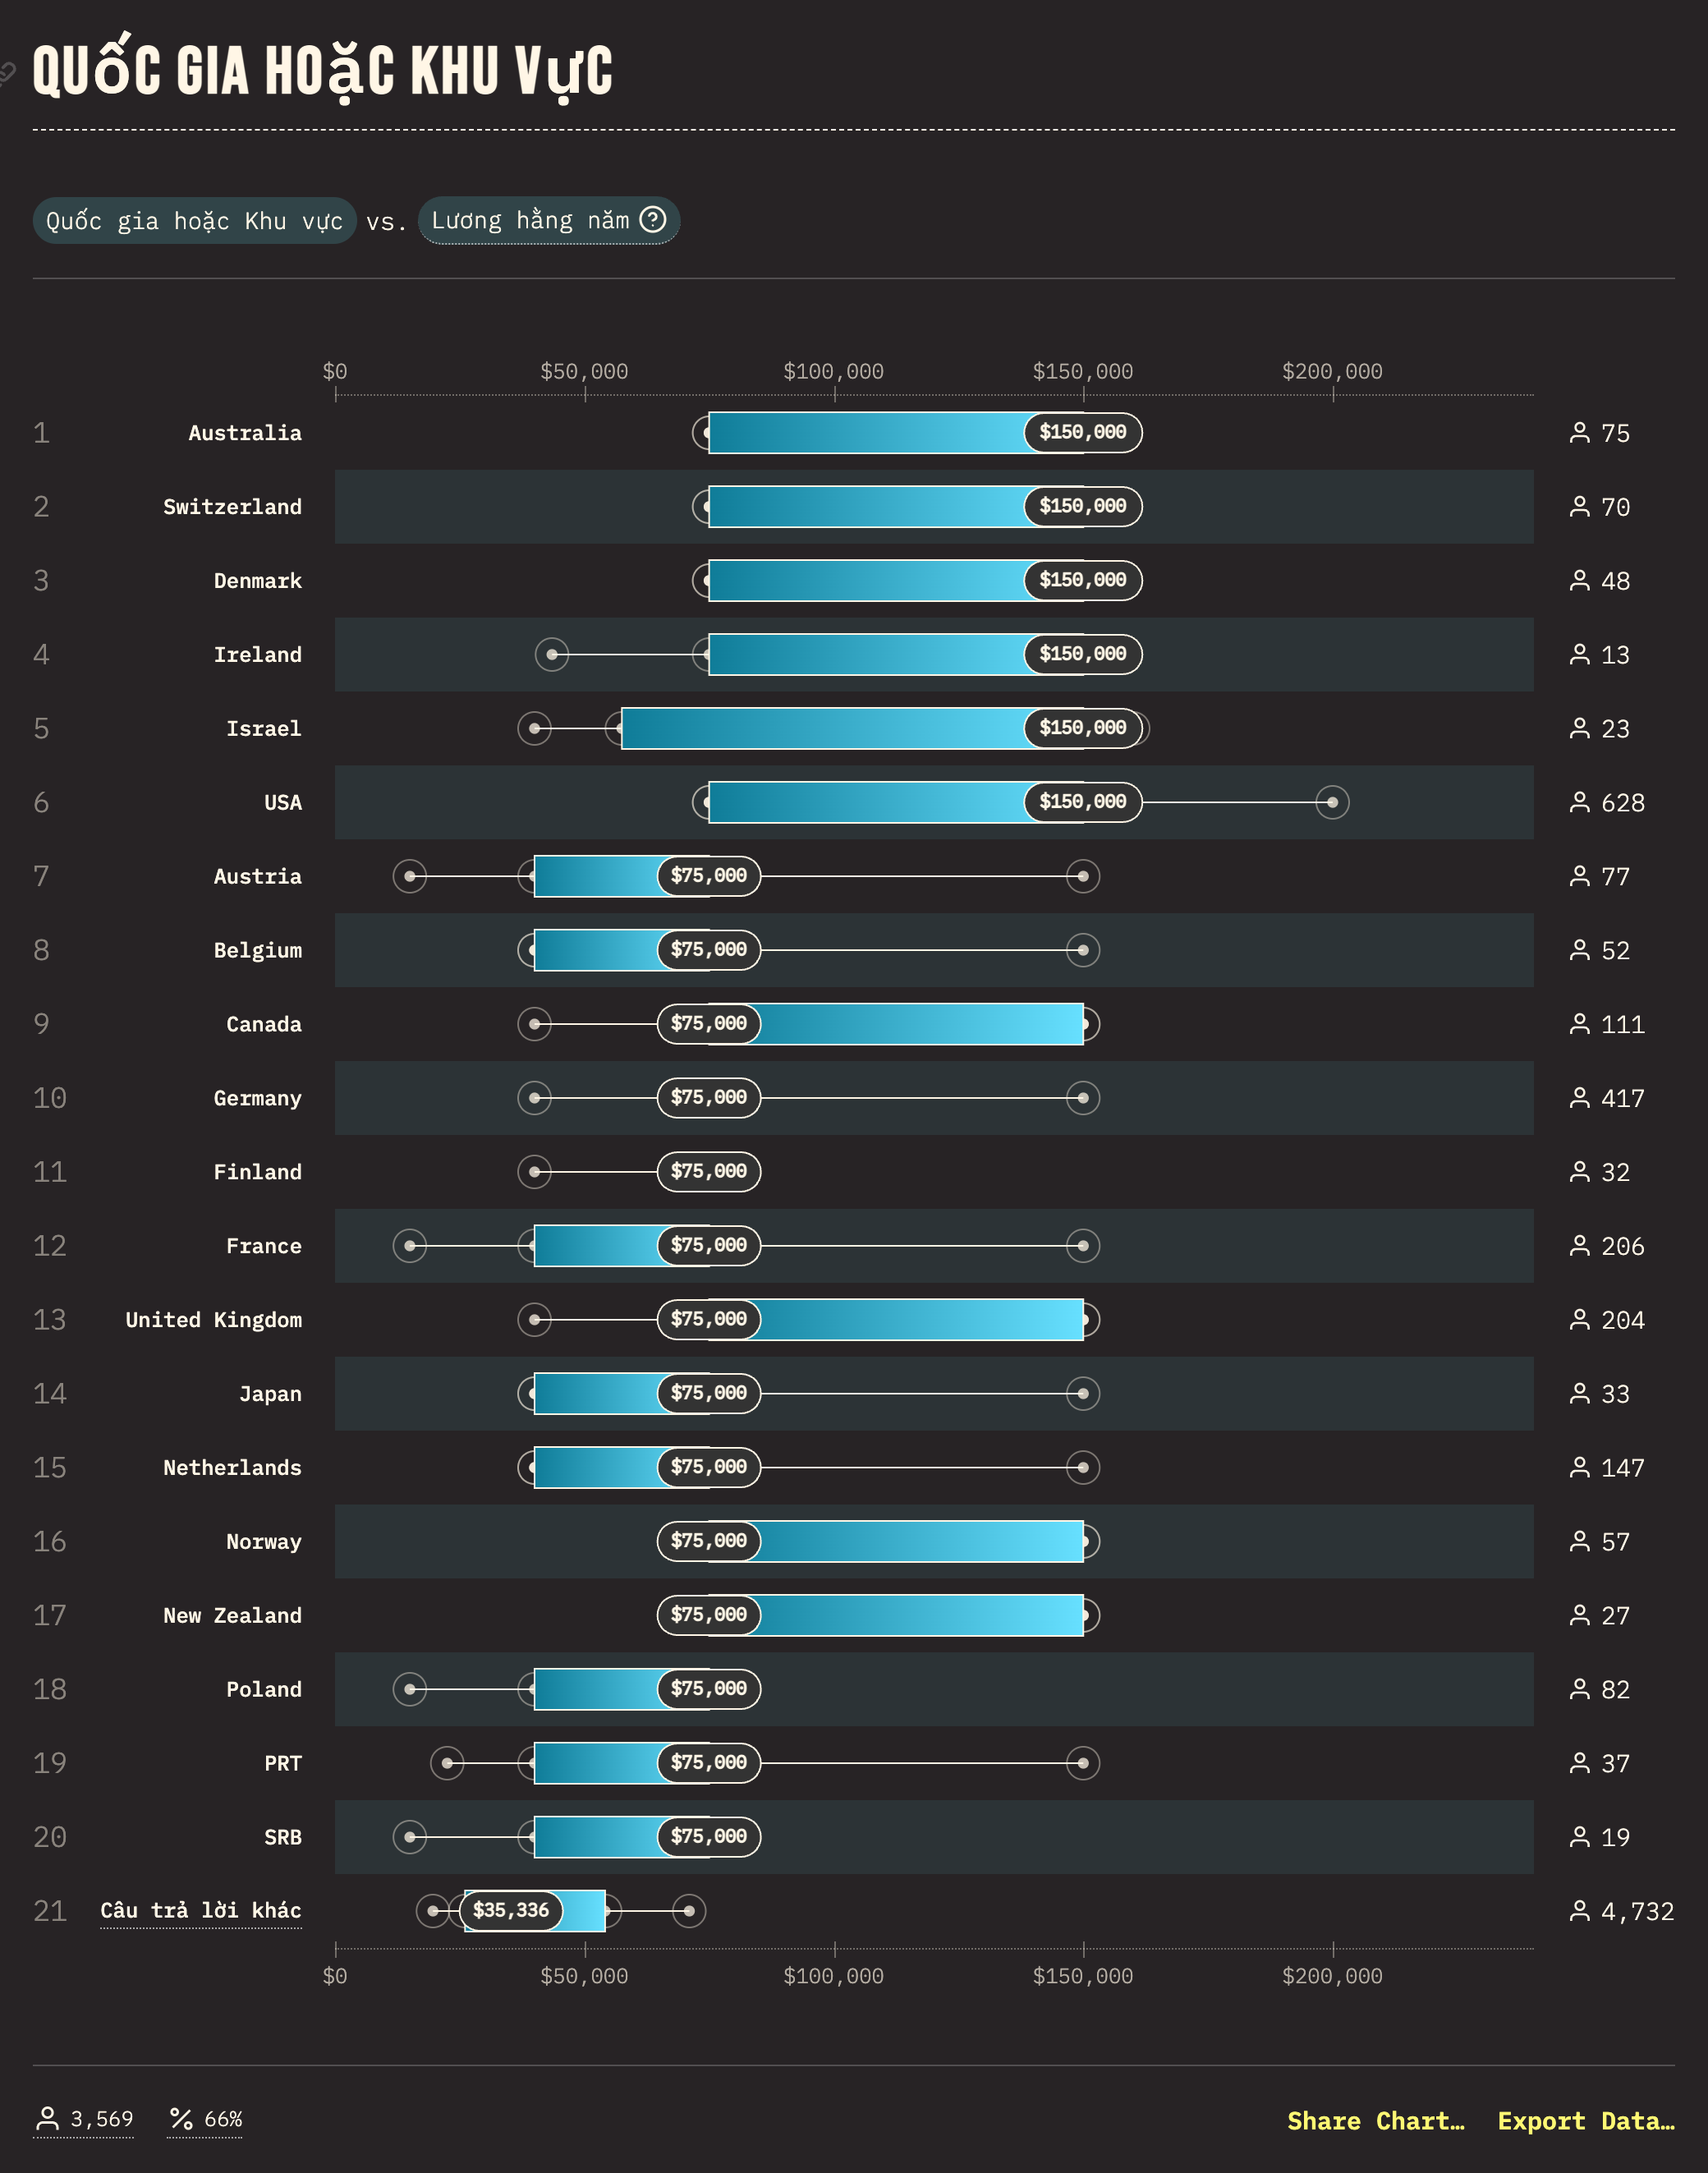 QUỐC GIA HOẶC KHU VỰC
Quốc gia hoặc Khu vực vs. Lương hằng năm ?
$0 $50,000 $100,000 $150,000 $200,000
1 Australia $150,000 75
2 Switzerland $150,000 70
3 Denmark $150,000 48
4 Ireland $150,000 13
5 Israel $150,000 23
6 USA $150,000 628
7 Austria $75,000 77
8 Belgium $75,000 52
9 Canada $75,000 111
10 Germany $75,000 417
11 Finland $75,000 32
12 France $75,000 206
13 United Kingdom $75,000 204
14 Japan $75,000 33
15 Netherlands $75,000 147
16 Norway $75,000 57
17 New Zealand $75,000 27
18 Poland $75,000 82
19 PRT $75,000 37
20 SRB $75,000 19
21 Câu trả lời khác $35,336 4,732
$0 $50,000 $100,000 $150,000 $200,000
3,569 % 66% Share Chart… Export Data…